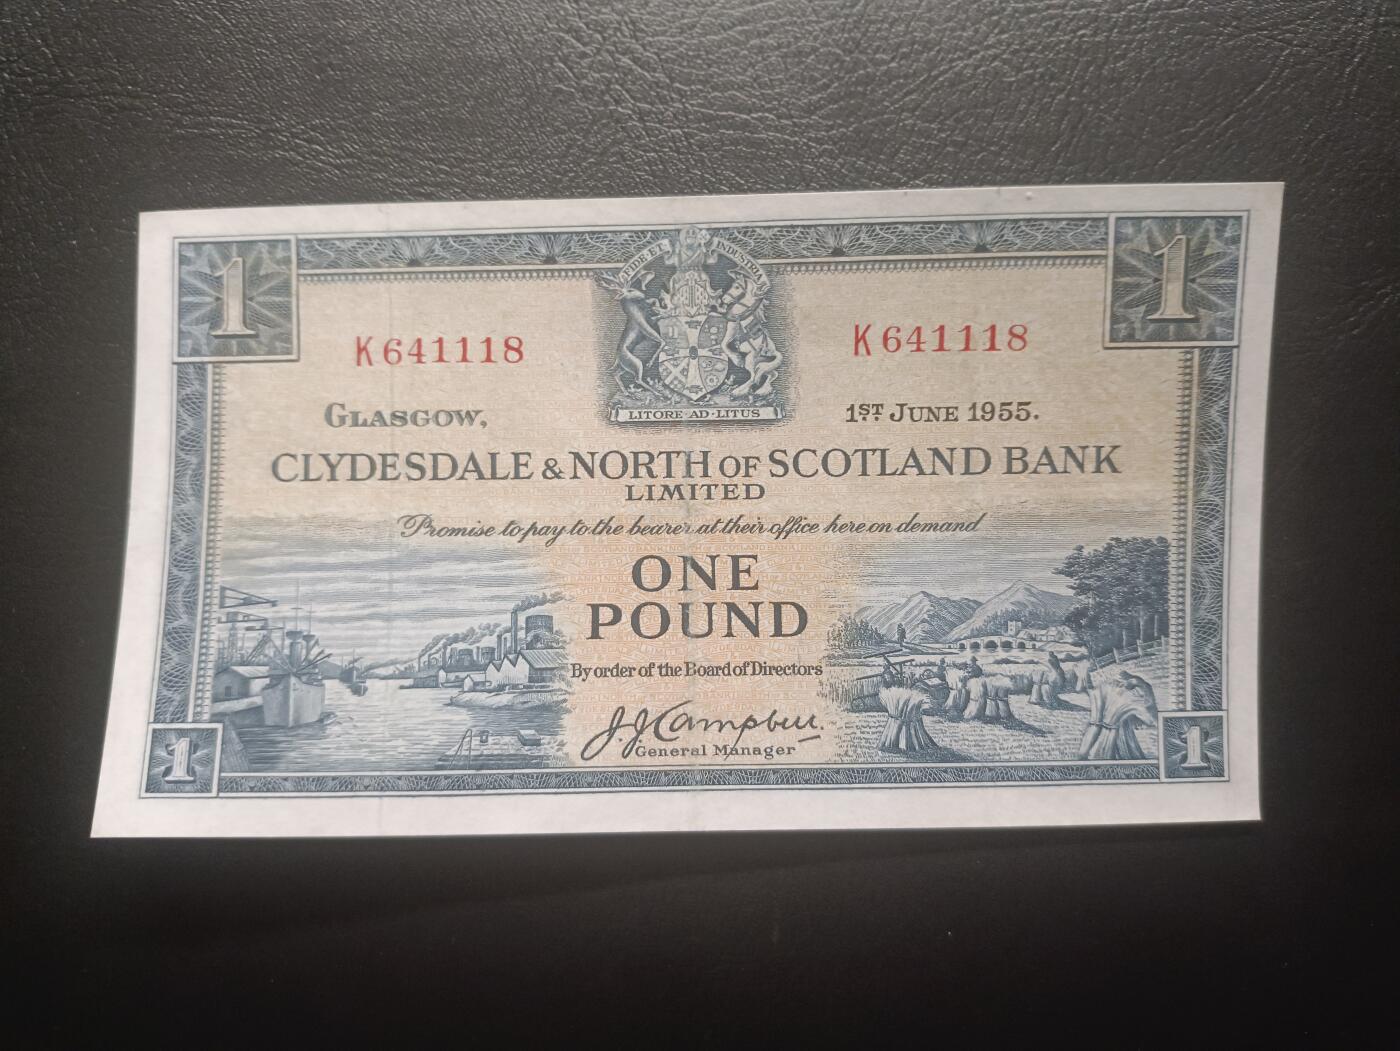 1
1
FIDE ET INDUSTRIA
K 641118
K 641118
LITORE AD LITUS
GLASGOW,
1ST JUNE 1955.
CLYDESDALE & NORTH OF SCOTLAND BANK
LIMITED
Promise to pay to the bearer at their office here on demand
ONE
POUND
By order of the Board of Directors
J.J. Campbell.
General Manager
1
1